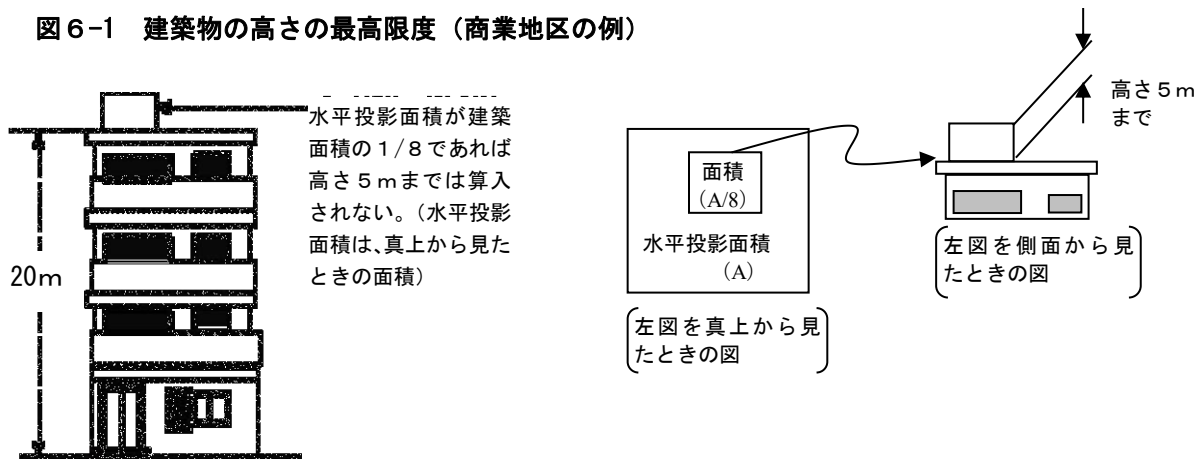 図６-１　建築物の高さの最高限度（商業地区の例）
水平投影面積が建築
面積の１/８であれば
高さ５ｍまでは算入
されない。（水平投影
面積は、真上から見た
ときの面積）
20ｍ
面積
（A/8）
水平投影面積
（A）
左図を真上から見
たときの図
高さ５ｍ
まで
左図を側面から見
たときの図